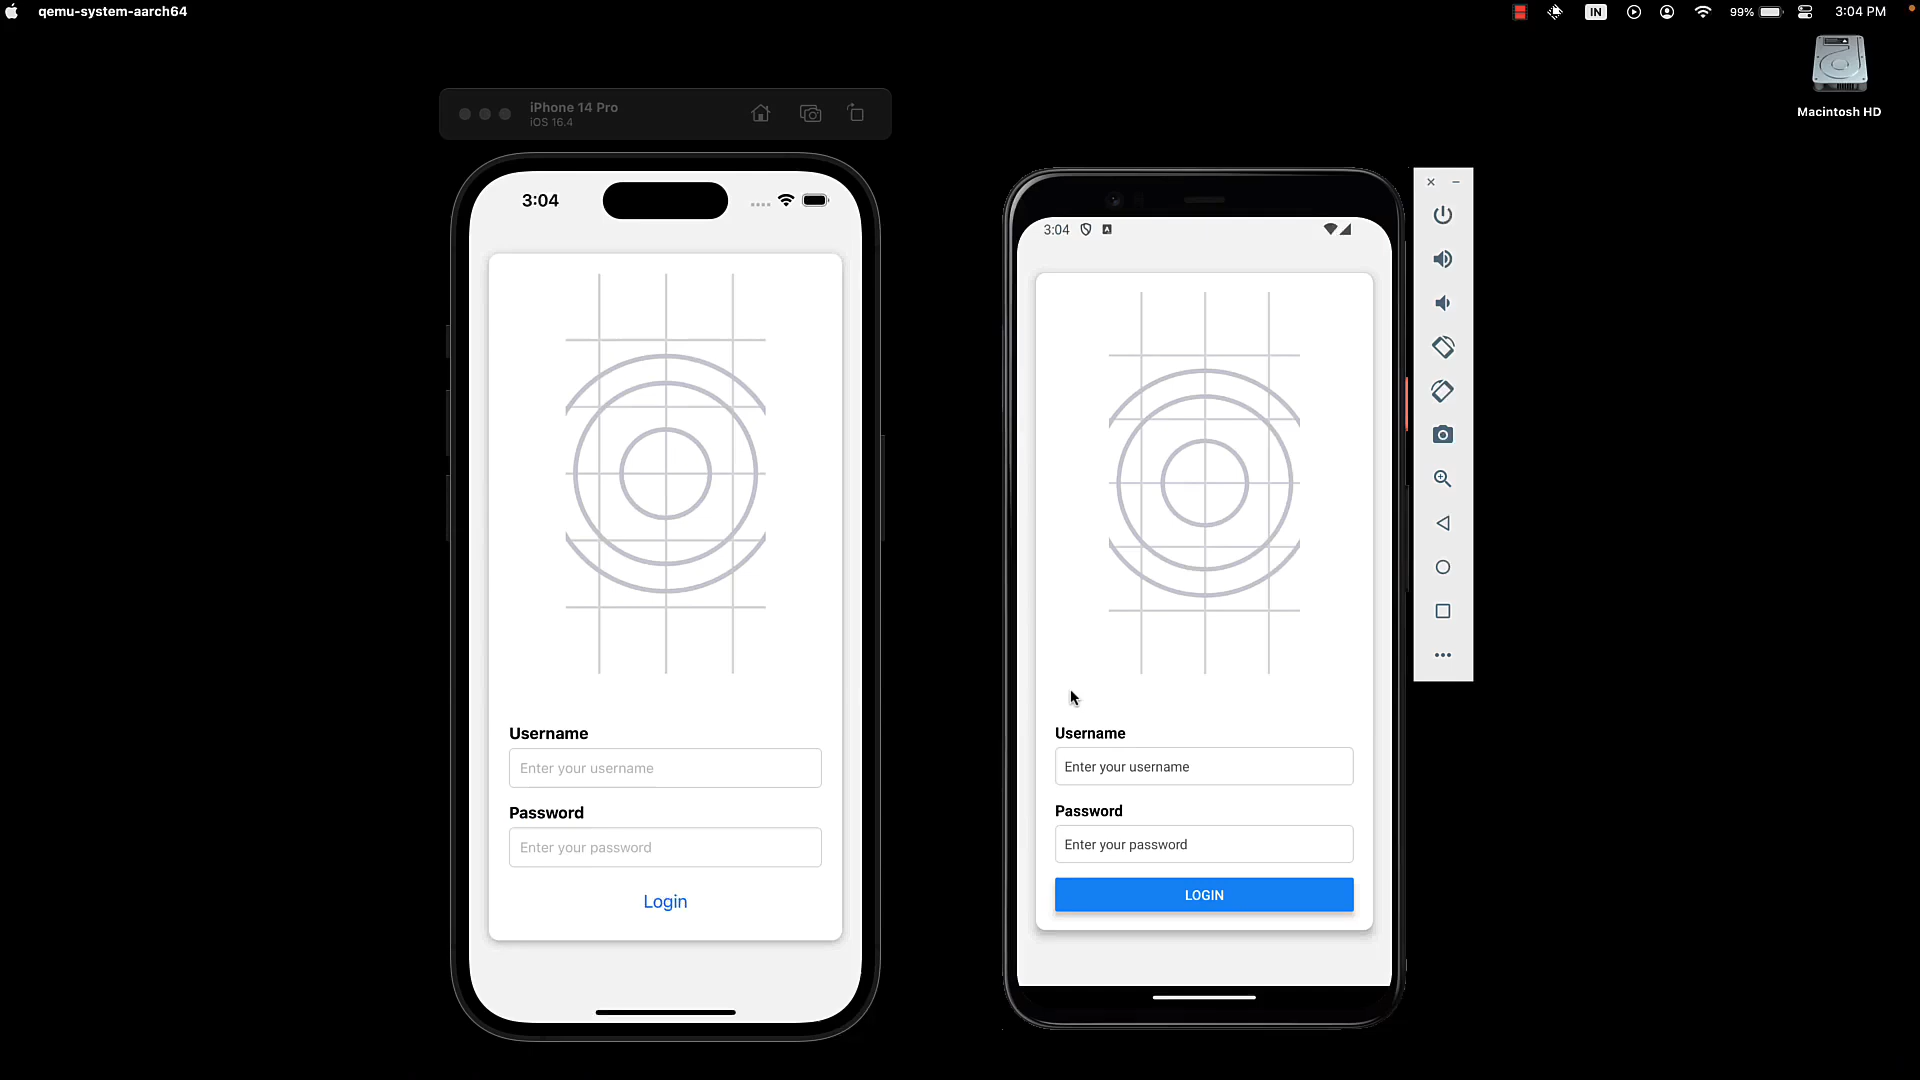 qemu-system-aarch64
IN
99%
3:04 PM
Macintosh HD
iPhone 14 Pro
iOS 16.4
3:04
Username
Enter your username
Password
Enter your password
Login
3:04
A
Username
Enter your username
Password
Enter your password
LOGIN